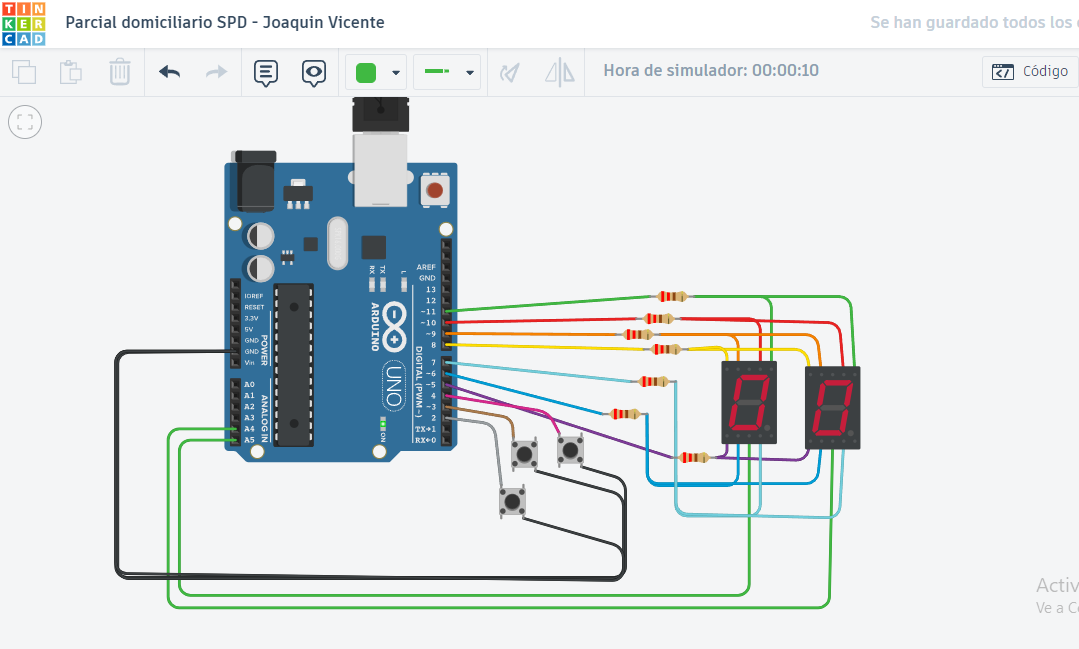 TIN
KER
CAD
Parcial domiciliario SPD - Joaquin Vicente
Se han guardado todos los
Hora de simulador: 00:00:10
Código
AREF
GND
13
12
~11
~10
~9
8
7
~6
~5
4
~3
2
TX→1
RX←0
DIGITAL (PWM~)
RX
TX
L
ARDUINO
UNO
ON
IOREF
RESET
3.3V
5V
GND
GND
Vin
POWER
A0
A1
A2
A3
A4
A5
ANALOG IN
Activ
Ve a C